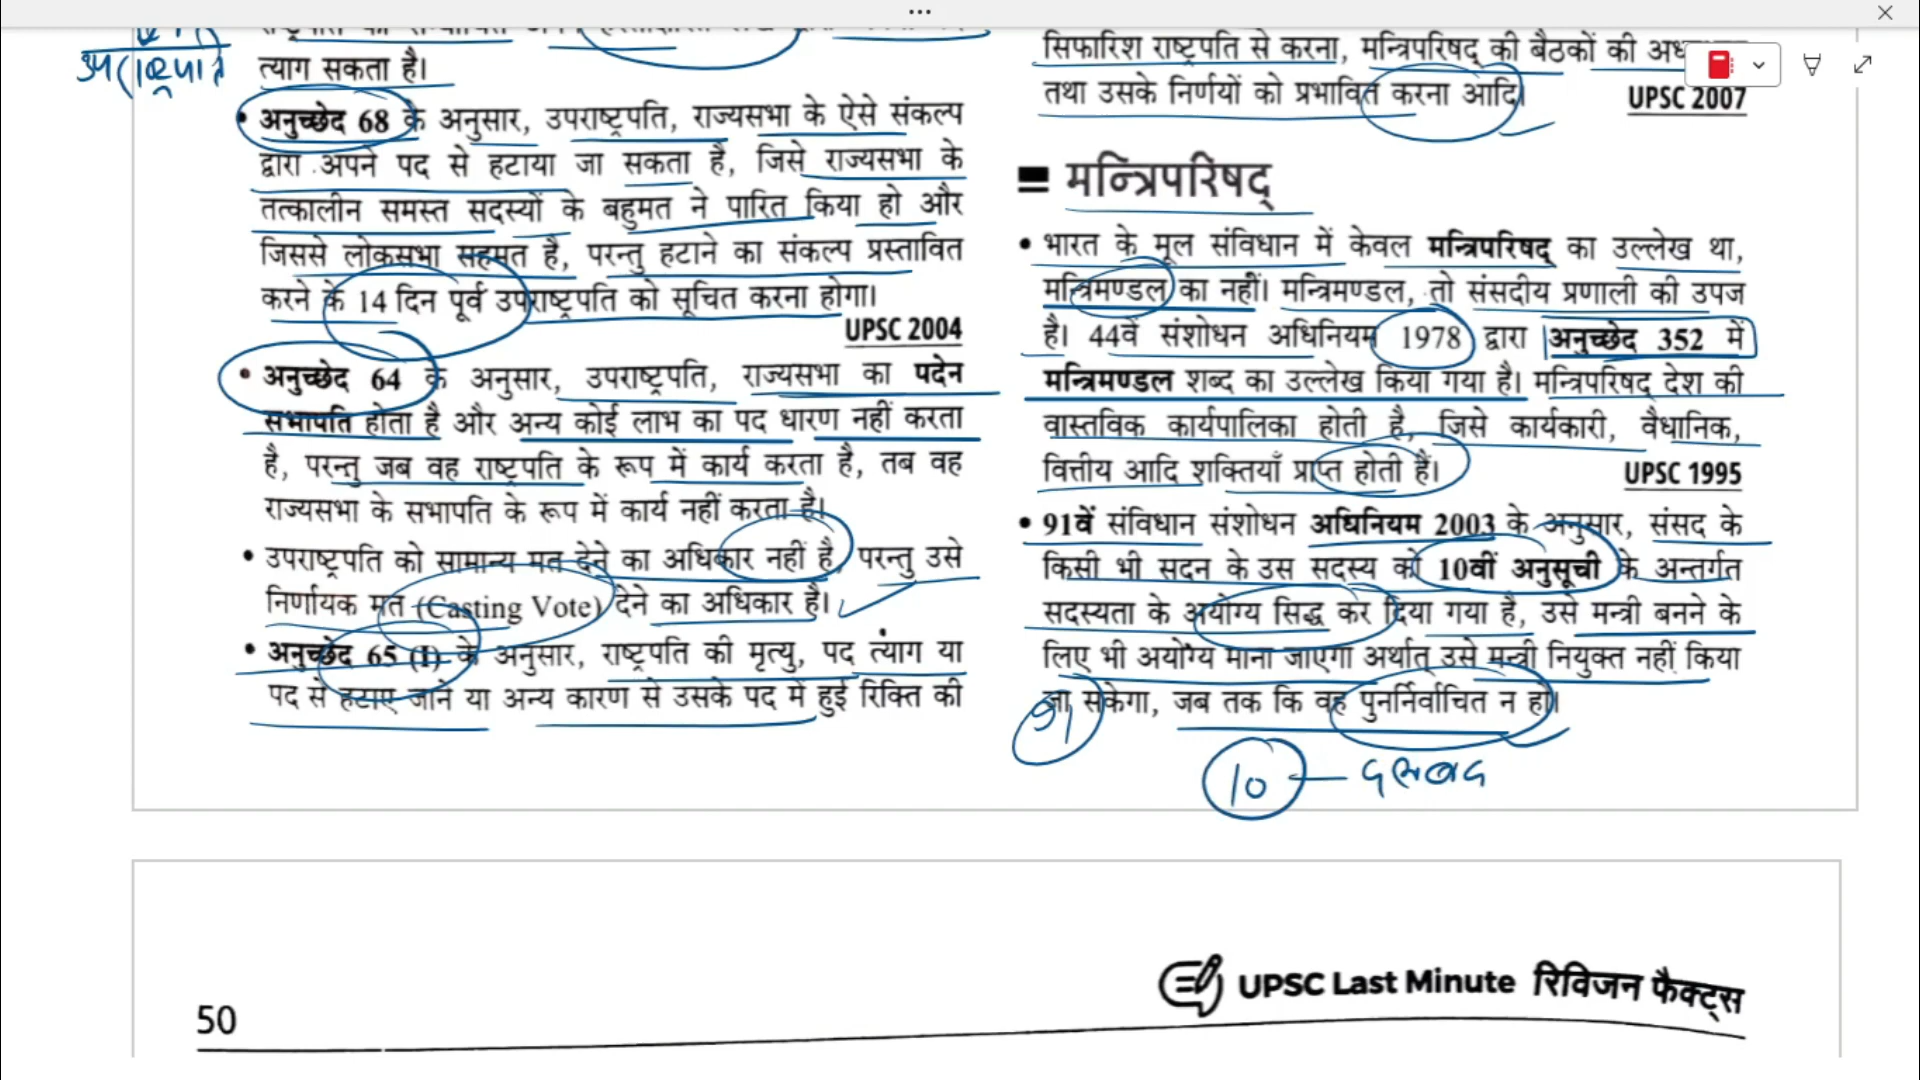 त्याग सकता है।
• अनुच्छेद 68 के अनुसार, उपराष्ट्रपति, राज्यसभा के ऐसे संकल्प
द्वारा अपने पद से हटाया जा सकता है, जिसे राज्यसभा के
तत्कालीन समस्त सदस्यों के बहुमत ने पारित किया हो और
जिससे लोकसभा सहमत है, परन्तु हटाने का संकल्प प्रस्तावित
करने के 14 दिन पूर्व उपराष्ट्रपति को सूचित करना होगा।
UPSC 2004
• अनुच्छेद 64 के अनुसार, उपराष्ट्रपति, राज्यसभा का पदेन
सभापति होता है और अन्य कोई लाभ का पद धारण नहीं करता
है, परन्तु जब वह राष्ट्रपति के रूप में कार्य करता है, तब वह
राज्यसभा के सभापति के रूप में कार्य नहीं करता है।
• उपराष्ट्रपति को सामान्य मत देने का अधिकार नहीं है, परन्तु उसे
निर्णायक मत (Casting Vote) देने का अधिकार है।
• अनुच्छेद 65 (1) के अनुसार, राष्ट्रपति की मृत्यु, पद त्याग या
पद से हटाए जाने या अन्य कारण से उसके पद में हुई रिक्ति की
सिफारिश राष्ट्रपति से करना, मन्त्रिपरिषद् की बैठकों की
तथा उसके निर्णयों को प्रभावित करना आदि।
UPSC 2007
मन्त्रिपरिषद्
• भारत के मूल संविधान में केवल मन्त्रिपरिषद् का उल्लेख था,
मन्त्रिमण्डल का नहीं। मन्त्रिमण्डल, तो संसदीय प्रणाली की उपज
है। 44वें संशोधन अधिनियम 1978 द्वारा अनुच्छेद 352 में
मन्त्रिमण्डल शब्द का उल्लेख किया गया है। मन्त्रिपरिषद् देश की
वास्तविक कार्यपालिका होती है, जिसे कार्यकारी, वैधानिक,
वित्तीय आदि शक्तियाँ प्राप्त होती हैं।
UPSC 1995
• 91वें संविधान संशोधन अधिनियम 2003 के अनुसार, संसद के
किसी भी सदन के उस सदस्य को 10वीं अनुसूची के अन्तर्गत
सदस्यता के अयोग्य सिद्ध कर दिया गया है, उसे मन्त्री बनने के
लिए भी अयोग्य माना जाएगा अर्थात् उसे मन्त्री नियुक्त नहीं किया
जा सकेगा, जब तक कि वह पुनर्निर्वाचित न हो।
91
10
UPSC Last Minute रिविजन फैक्ट्स
50